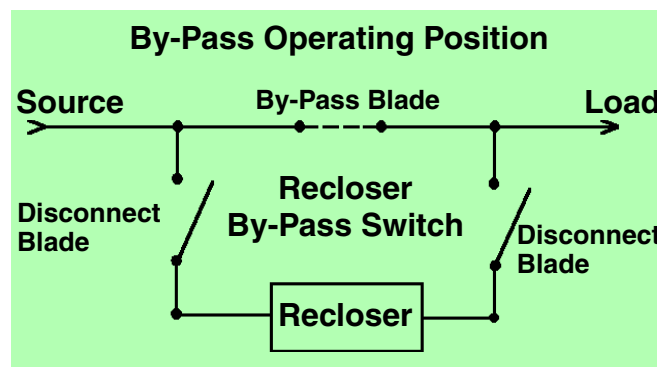 By-Pass Operating Position
Source
By-Pass Blade
Load
Recloser
By-Pass Switch
Disconnect
Blade
Disconnect
Blade
Recloser